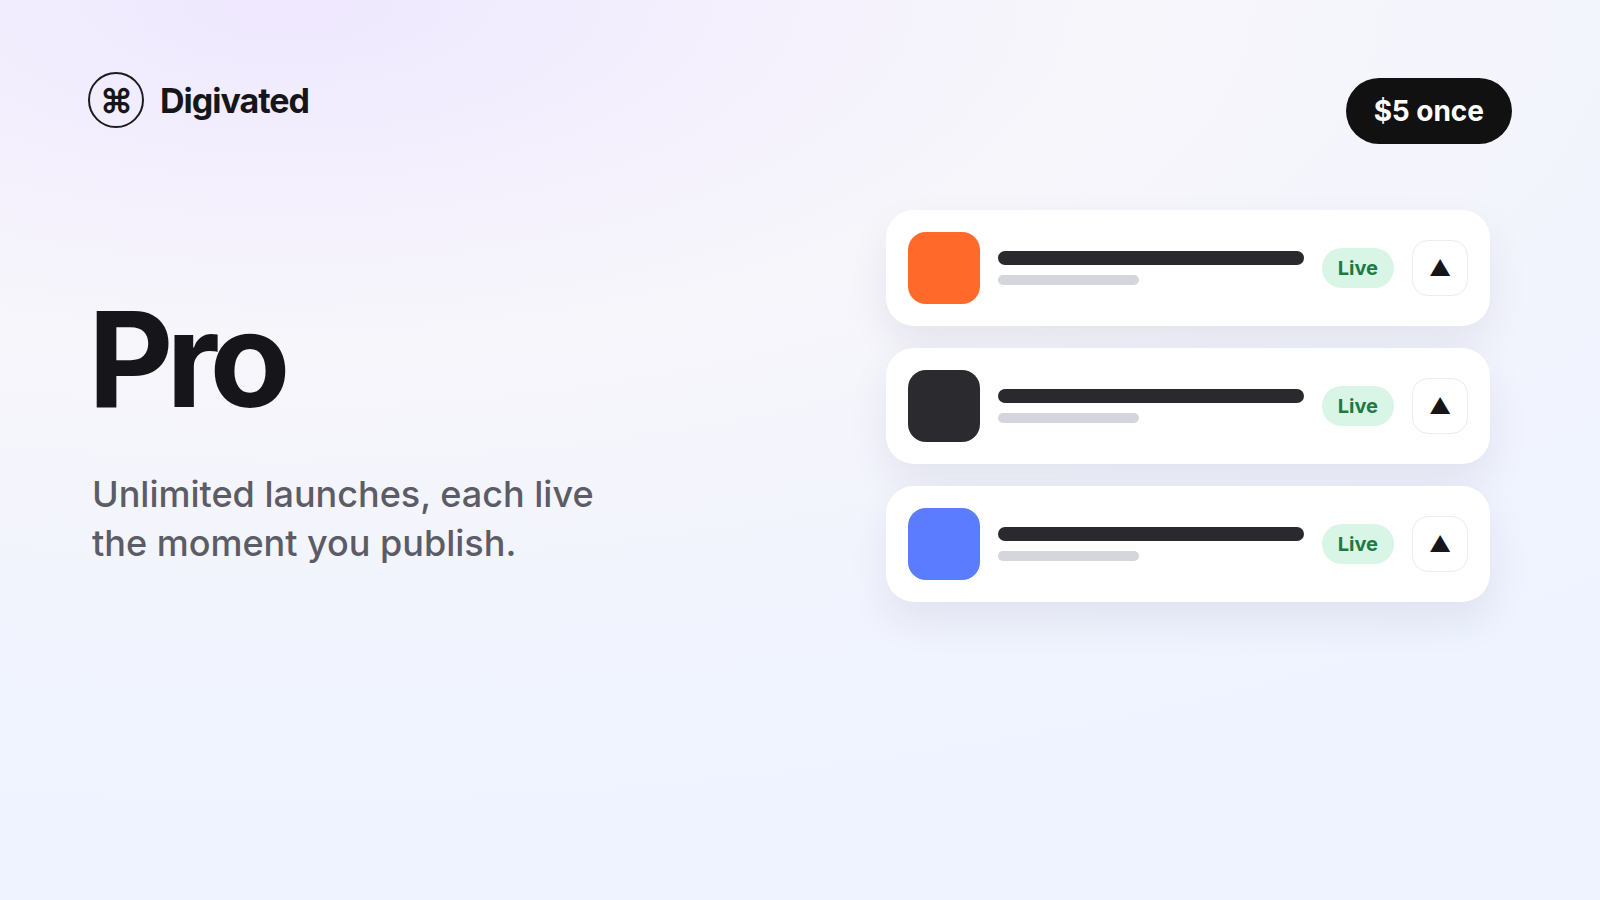 ⌘ Digivated
$5 once
Pro
Unlimited launches, each live
the moment you publish.
Live
Live
Live